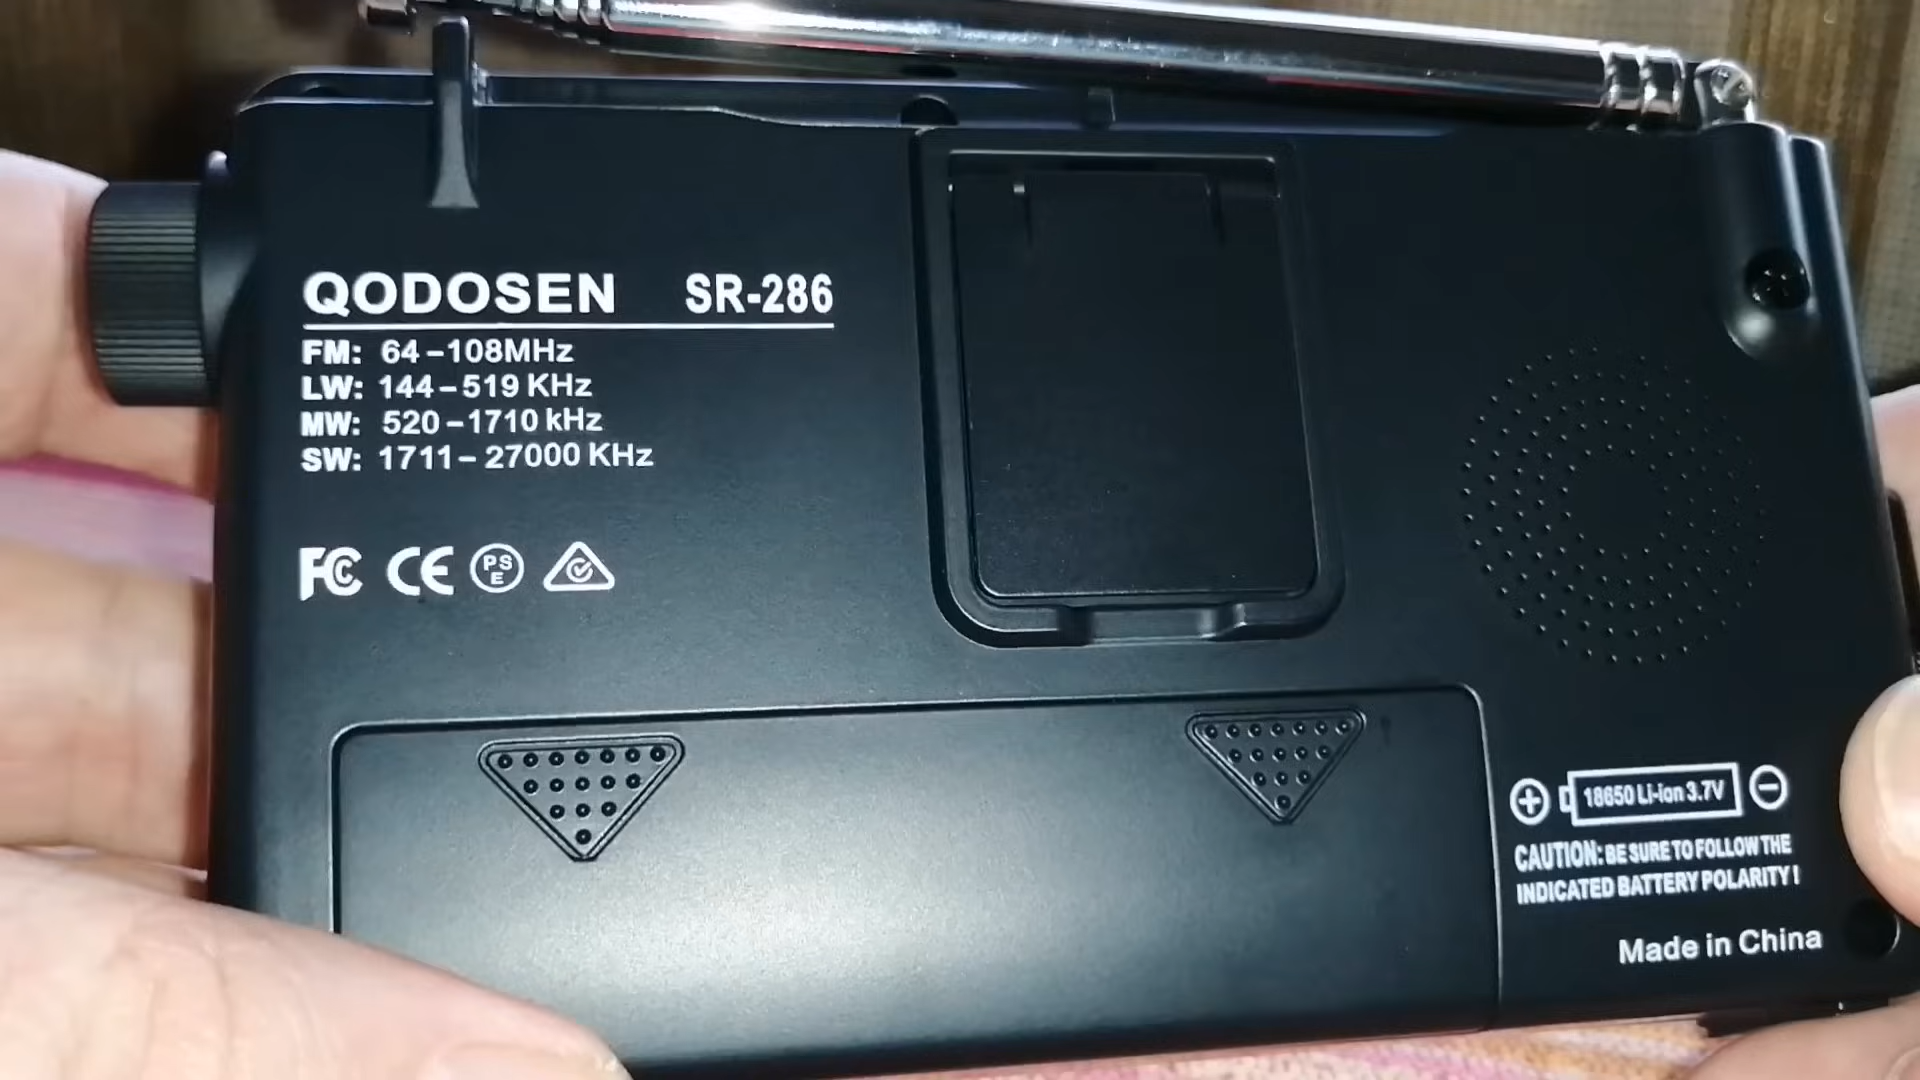 QODOSEN SR-286
FM: 64-108MHz
LW: 144-519 KHz
MW: 520-1710 kHz
SW: 1711- 27000 KHz
FC CE PS E
+ 18650 Li-ion 3.7V -
CAUTION: BE SURE TO FOLLOW THE
INDICATED BATTERY POLARITY !
Made in China